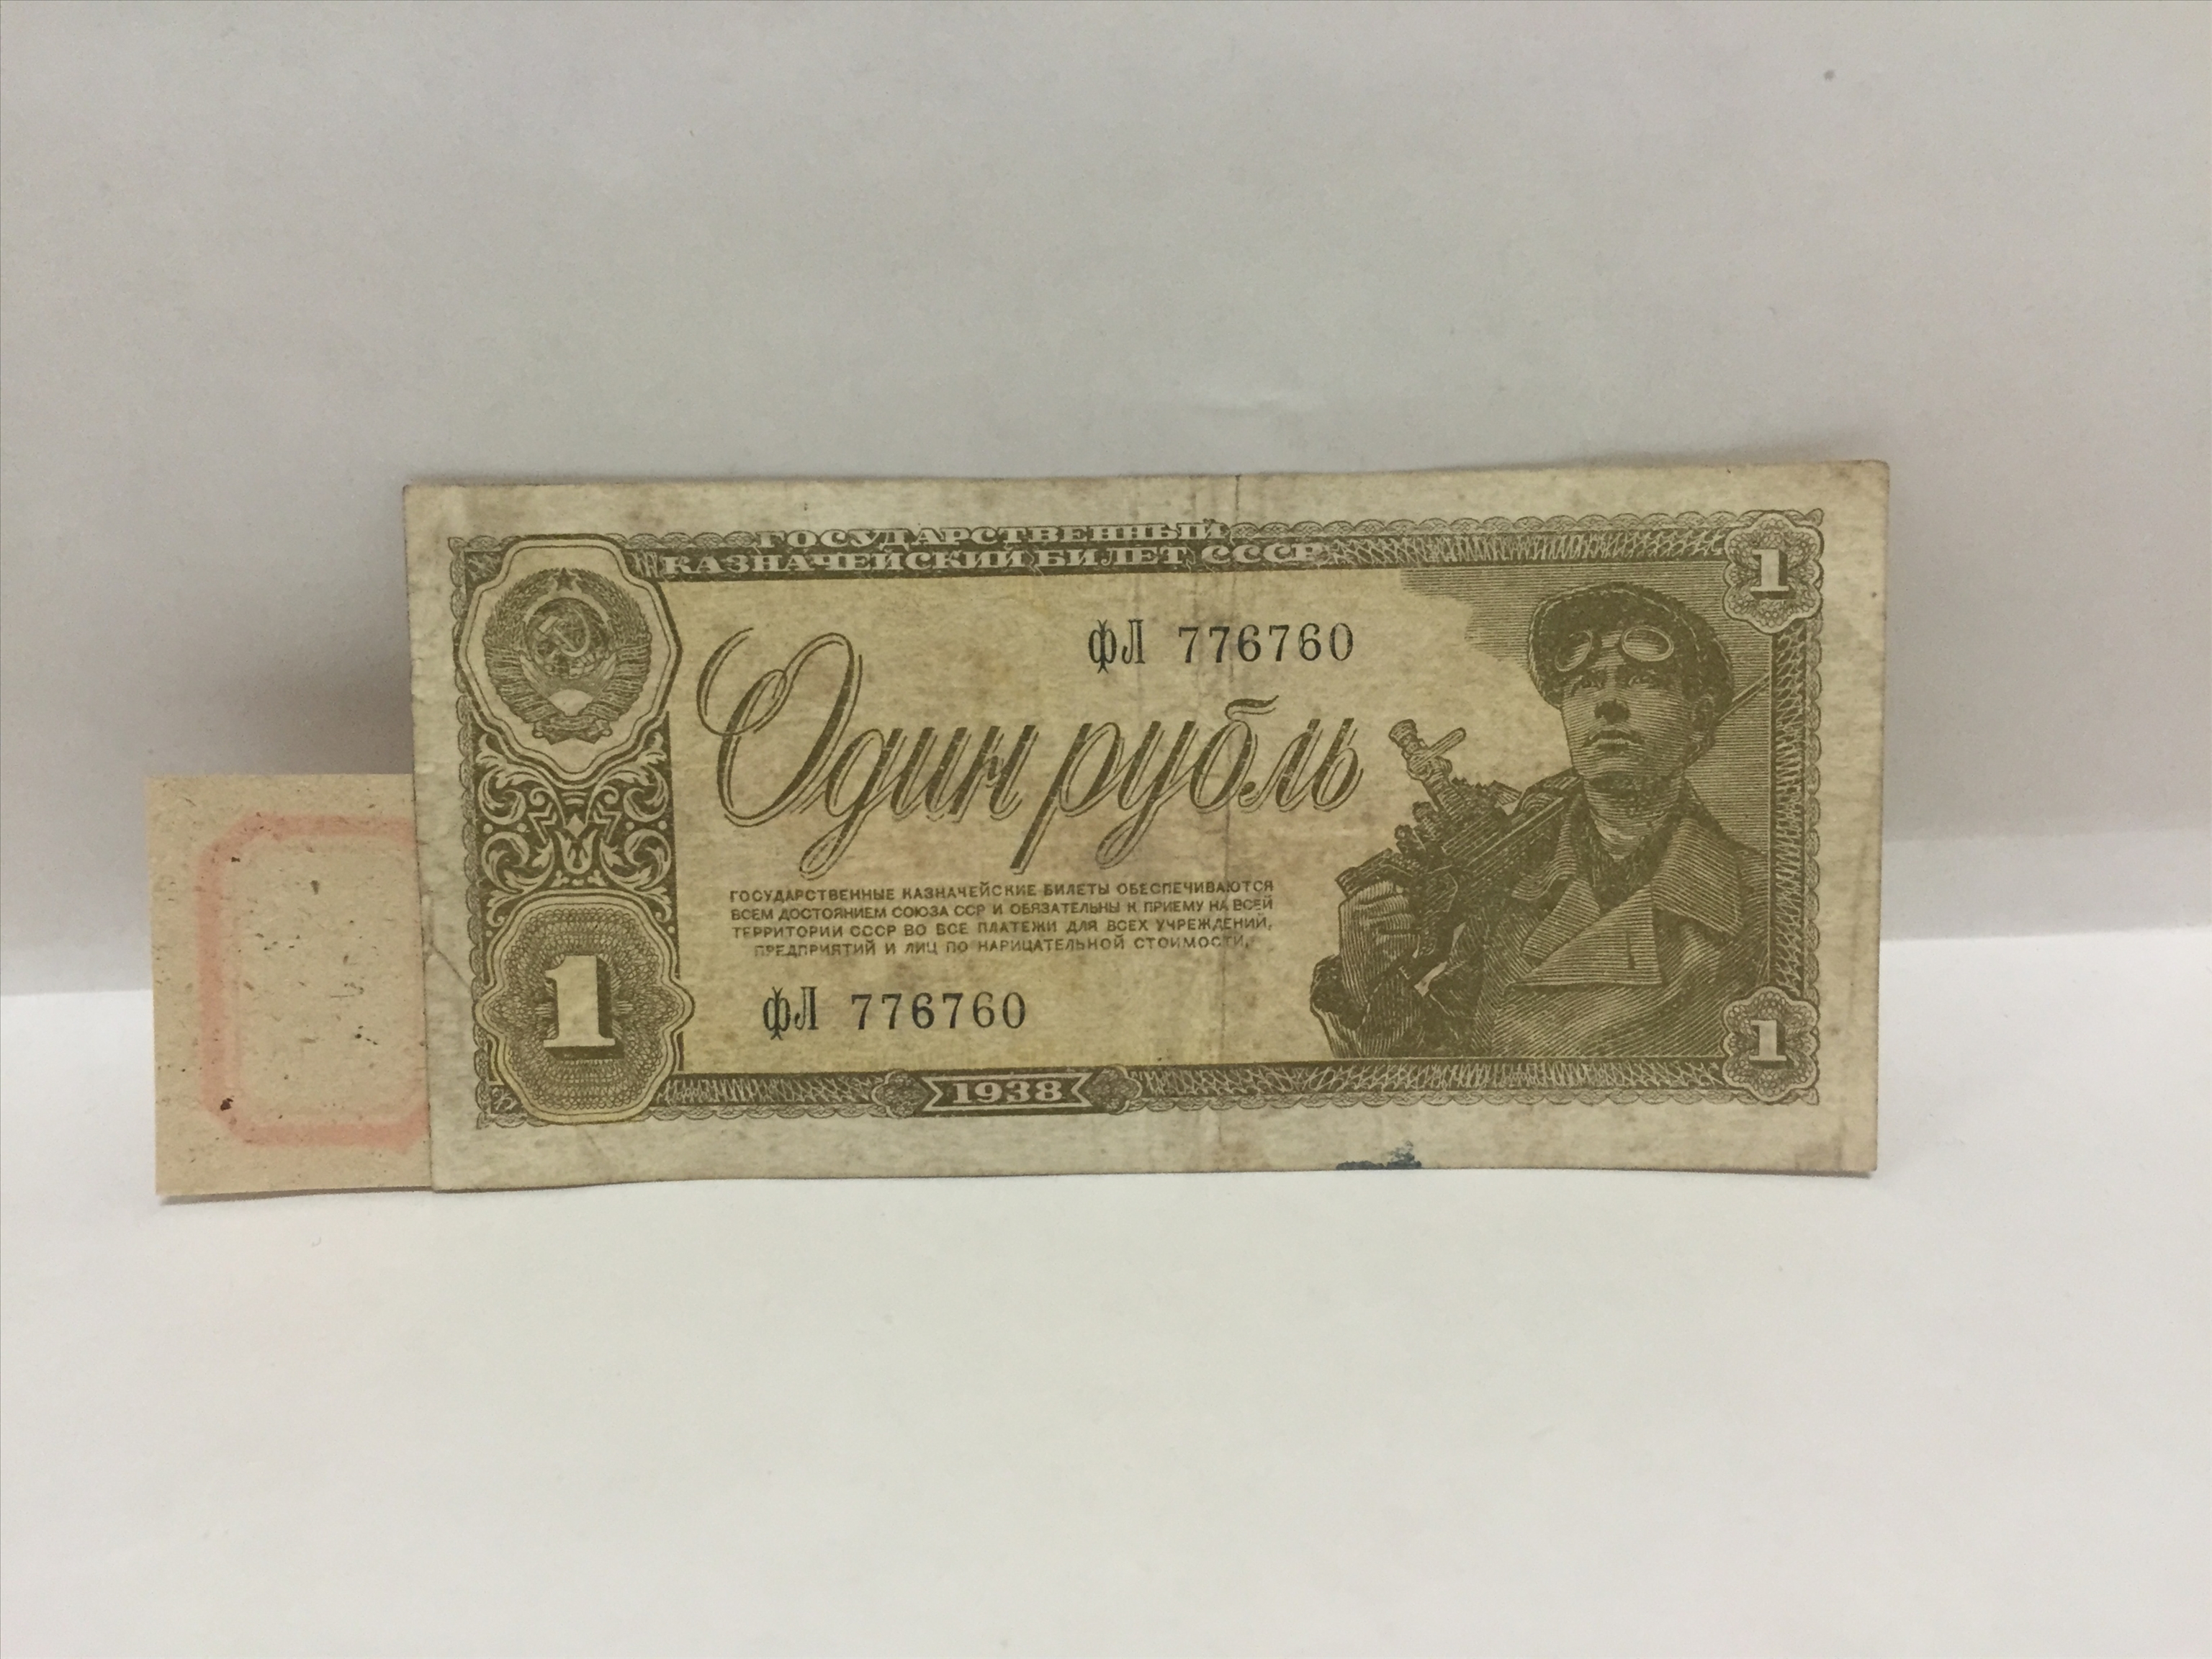 ГОСУДАРСТВЕННЫЙ
КАЗНАЧЕЙСКИЙ БИЛЕТ СССР
1
фЛ 776760
Один рубль
ГОСУДАРСТВЕННЫЕ КАЗНАЧЕЙСКИЕ БИЛЕТЫ ОБЕСПЕЧИВАЮТСЯ
ВСЕМ ДОСТОЯНИЕМ СОЮЗА ССР И ОБЯЗАТЕЛЬНЫ К ПРИЕМУ НА ВСЕЙ
ТЕРРИТОРИИ СССР ВО ВСЕ ПЛАТЕЖИ ДЛЯ ВСЕХ УЧРЕЖДЕНИЙ,
ПРЕДПРИЯТИЙ И ЛИЦ ПО НАРИЦАТЕЛЬНОЙ СТОИМОСТИ.
1
фЛ 776760
1
1938